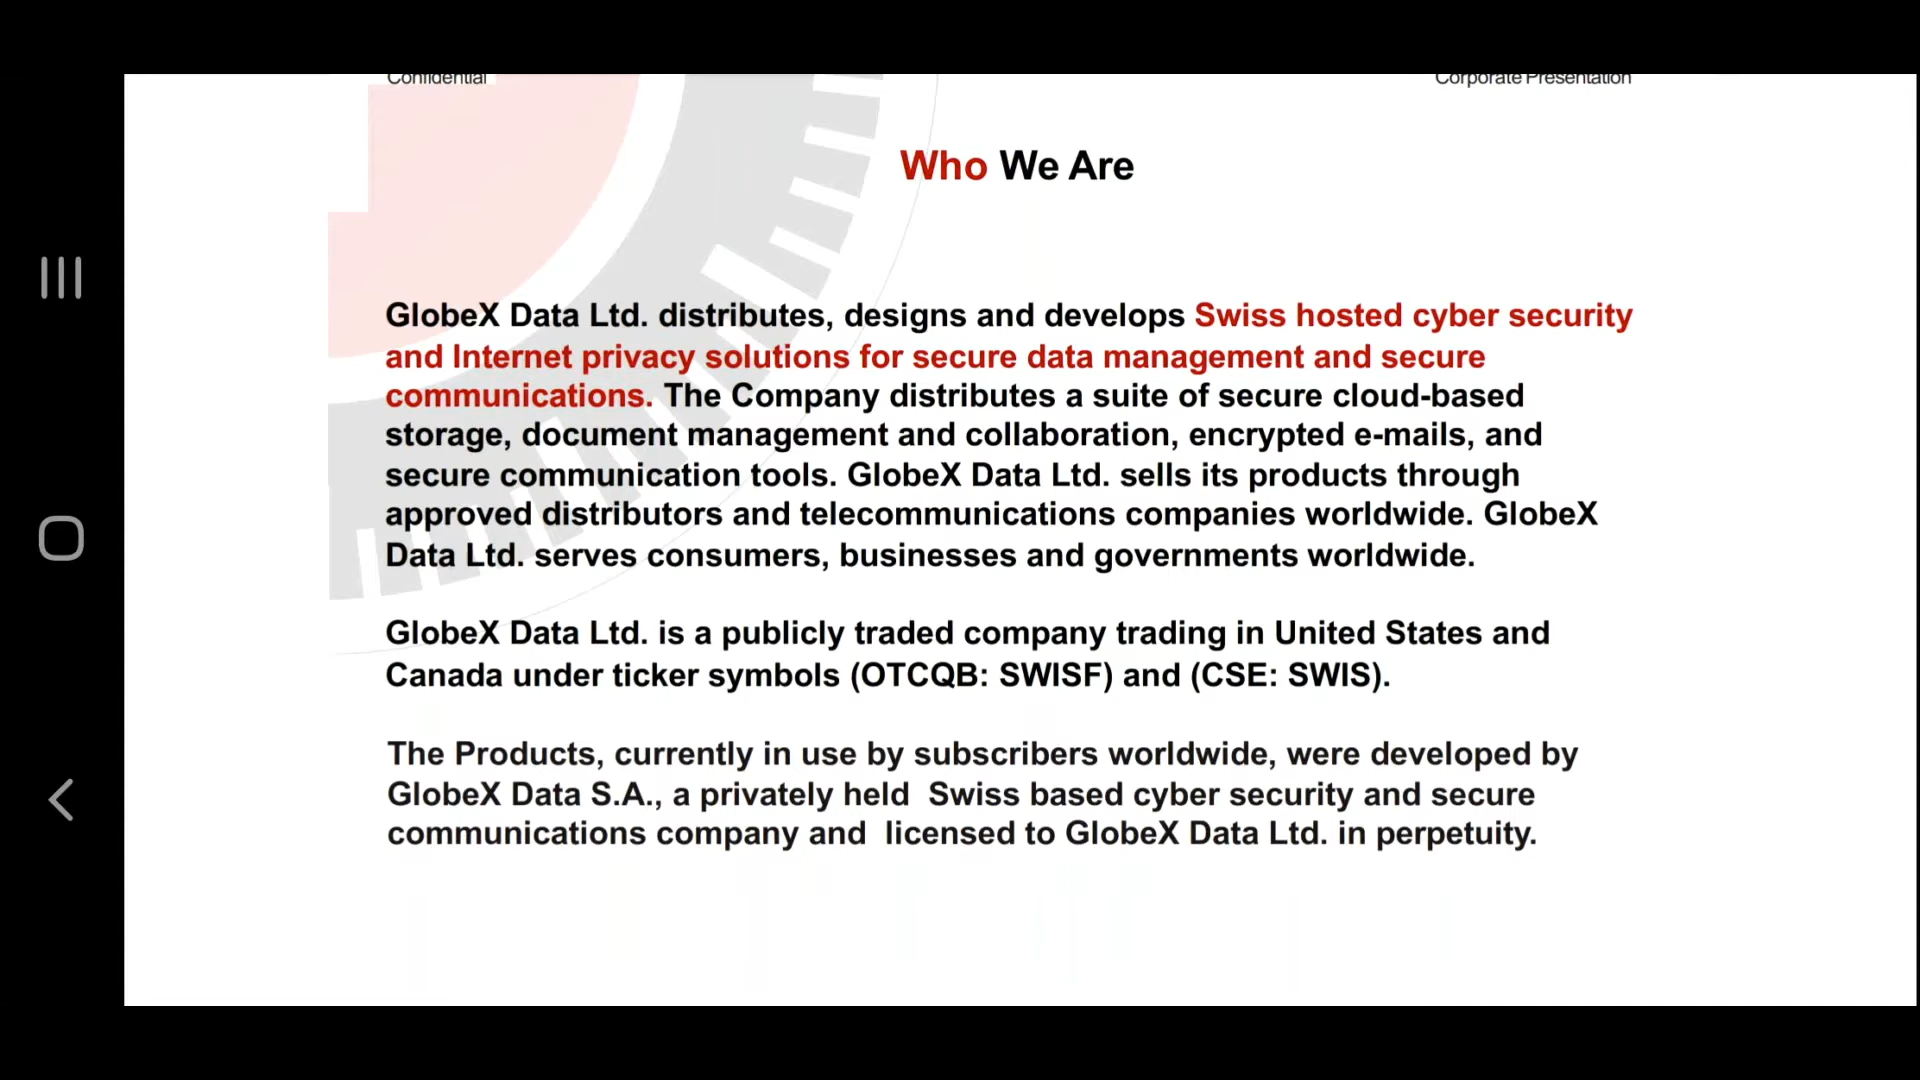 Confidential Corporate Presentation
Who We Are
GlobeX Data Ltd. distributes, designs and develops Swiss hosted cyber security
and Internet privacy solutions for secure data management and secure
communications. The Company distributes a suite of secure cloud-based
storage, document management and collaboration, encrypted e-mails, and
secure communication tools. GlobeX Data Ltd. sells its products through
approved distributors and telecommunications companies worldwide. GlobeX
Data Ltd. serves consumers, businesses and governments worldwide.
GlobeX Data Ltd. is a publicly traded company trading in United States and
Canada under ticker symbols (OTCQB: SWISF) and (CSE: SWIS).
The Products, currently in use by subscribers worldwide, were developed by
GlobeX Data S.A., a privately held  Swiss based cyber security and secure
communications company and  licensed to GlobeX Data Ltd. in perpetuity.